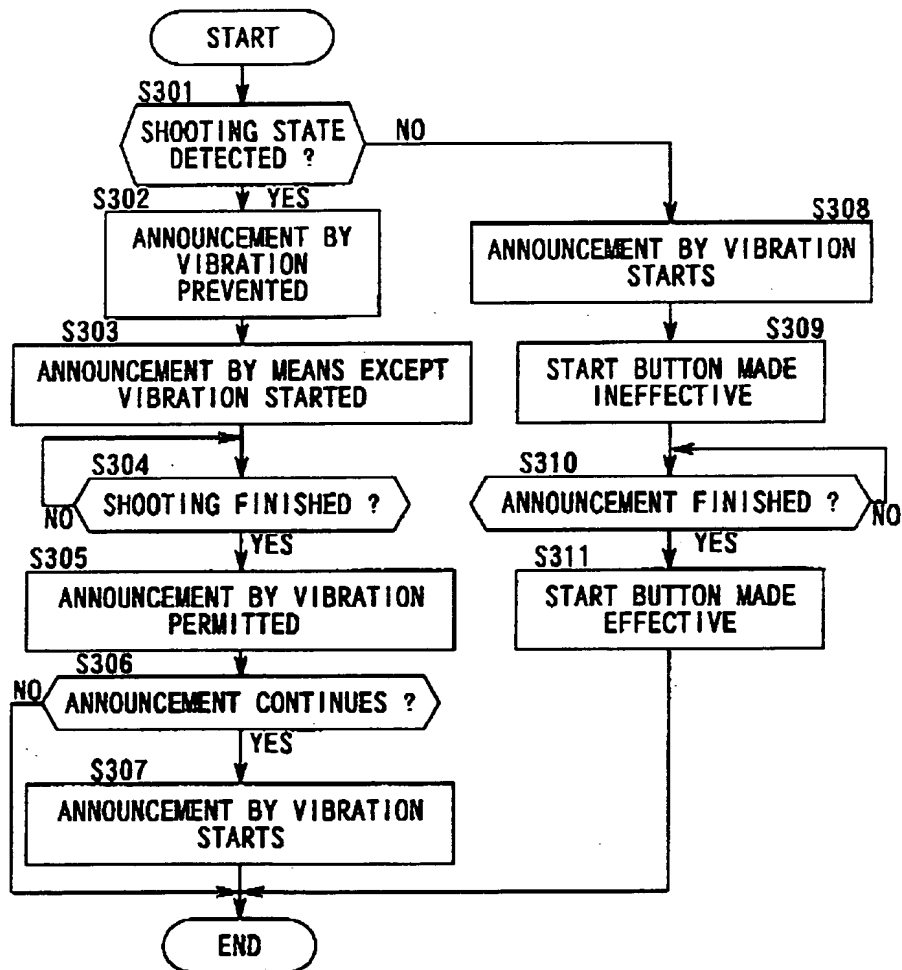 START
S301
SHOOTING STATE
DETECTED ?
NO
YES
S302
ANNOUNCEMENT BY
VIBRATION
PREVENTED
S303
ANNOUNCEMENT BY MEANS EXCEPT
VIBRATION STARTED
S304
SHOOTING FINISHED ?
NO
YES
S305
ANNOUNCEMENT BY VIBRATION
PERMITTED
S306
NO
ANNOUNCEMENT CONTINUES ?
YES
S307
ANNOUNCEMENT BY VIBRATION
STARTS
S308
ANNOUNCEMENT BY VIBRATION
STARTS
S309
START BUTTON MADE
INEFFECTIVE
S310
ANNOUNCEMENT FINISHED ?
NO
YES
S311
START BUTTON MADE
EFFECTIVE
END